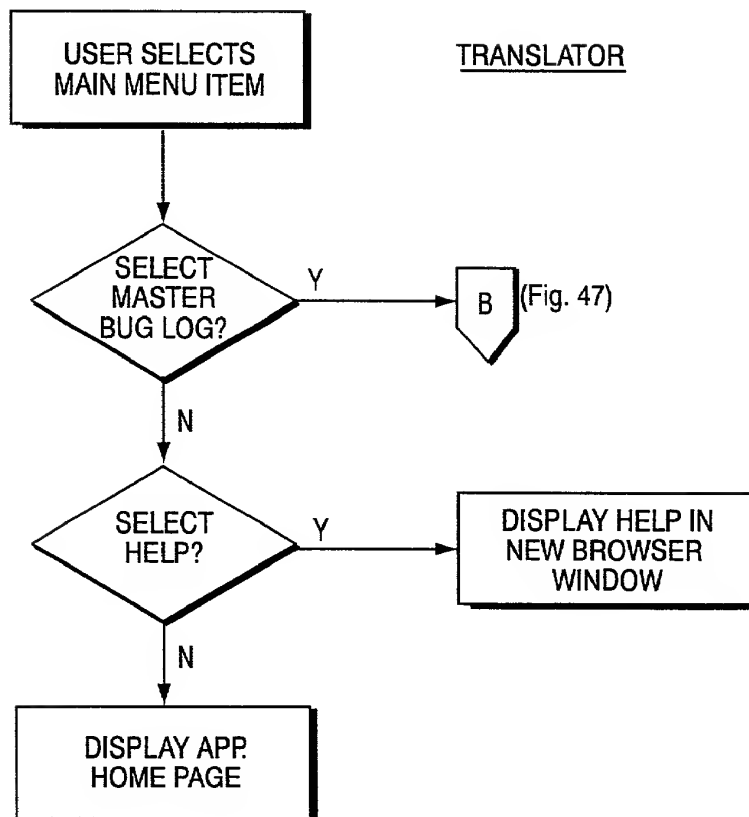 USER SELECTS
MAIN MENU ITEM
TRANSLATOR
SELECT
MASTER
BUG LOG?
Y
B (Fig. 47)
N
SELECT
HELP?
Y
DISPLAY HELP IN
NEW BROWSER
WINDOW
N
DISPLAY APP.
HOME PAGE